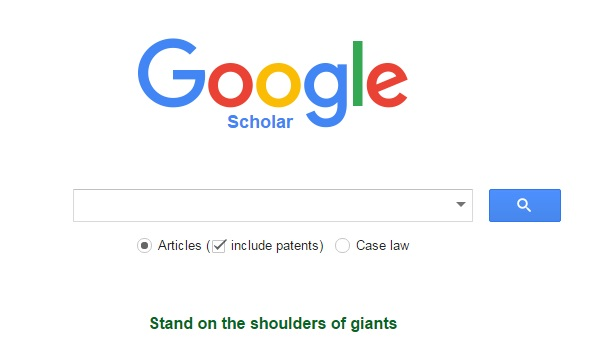 Google
Scholar
Articles (include patents) Case law
Stand on the shoulders of giants